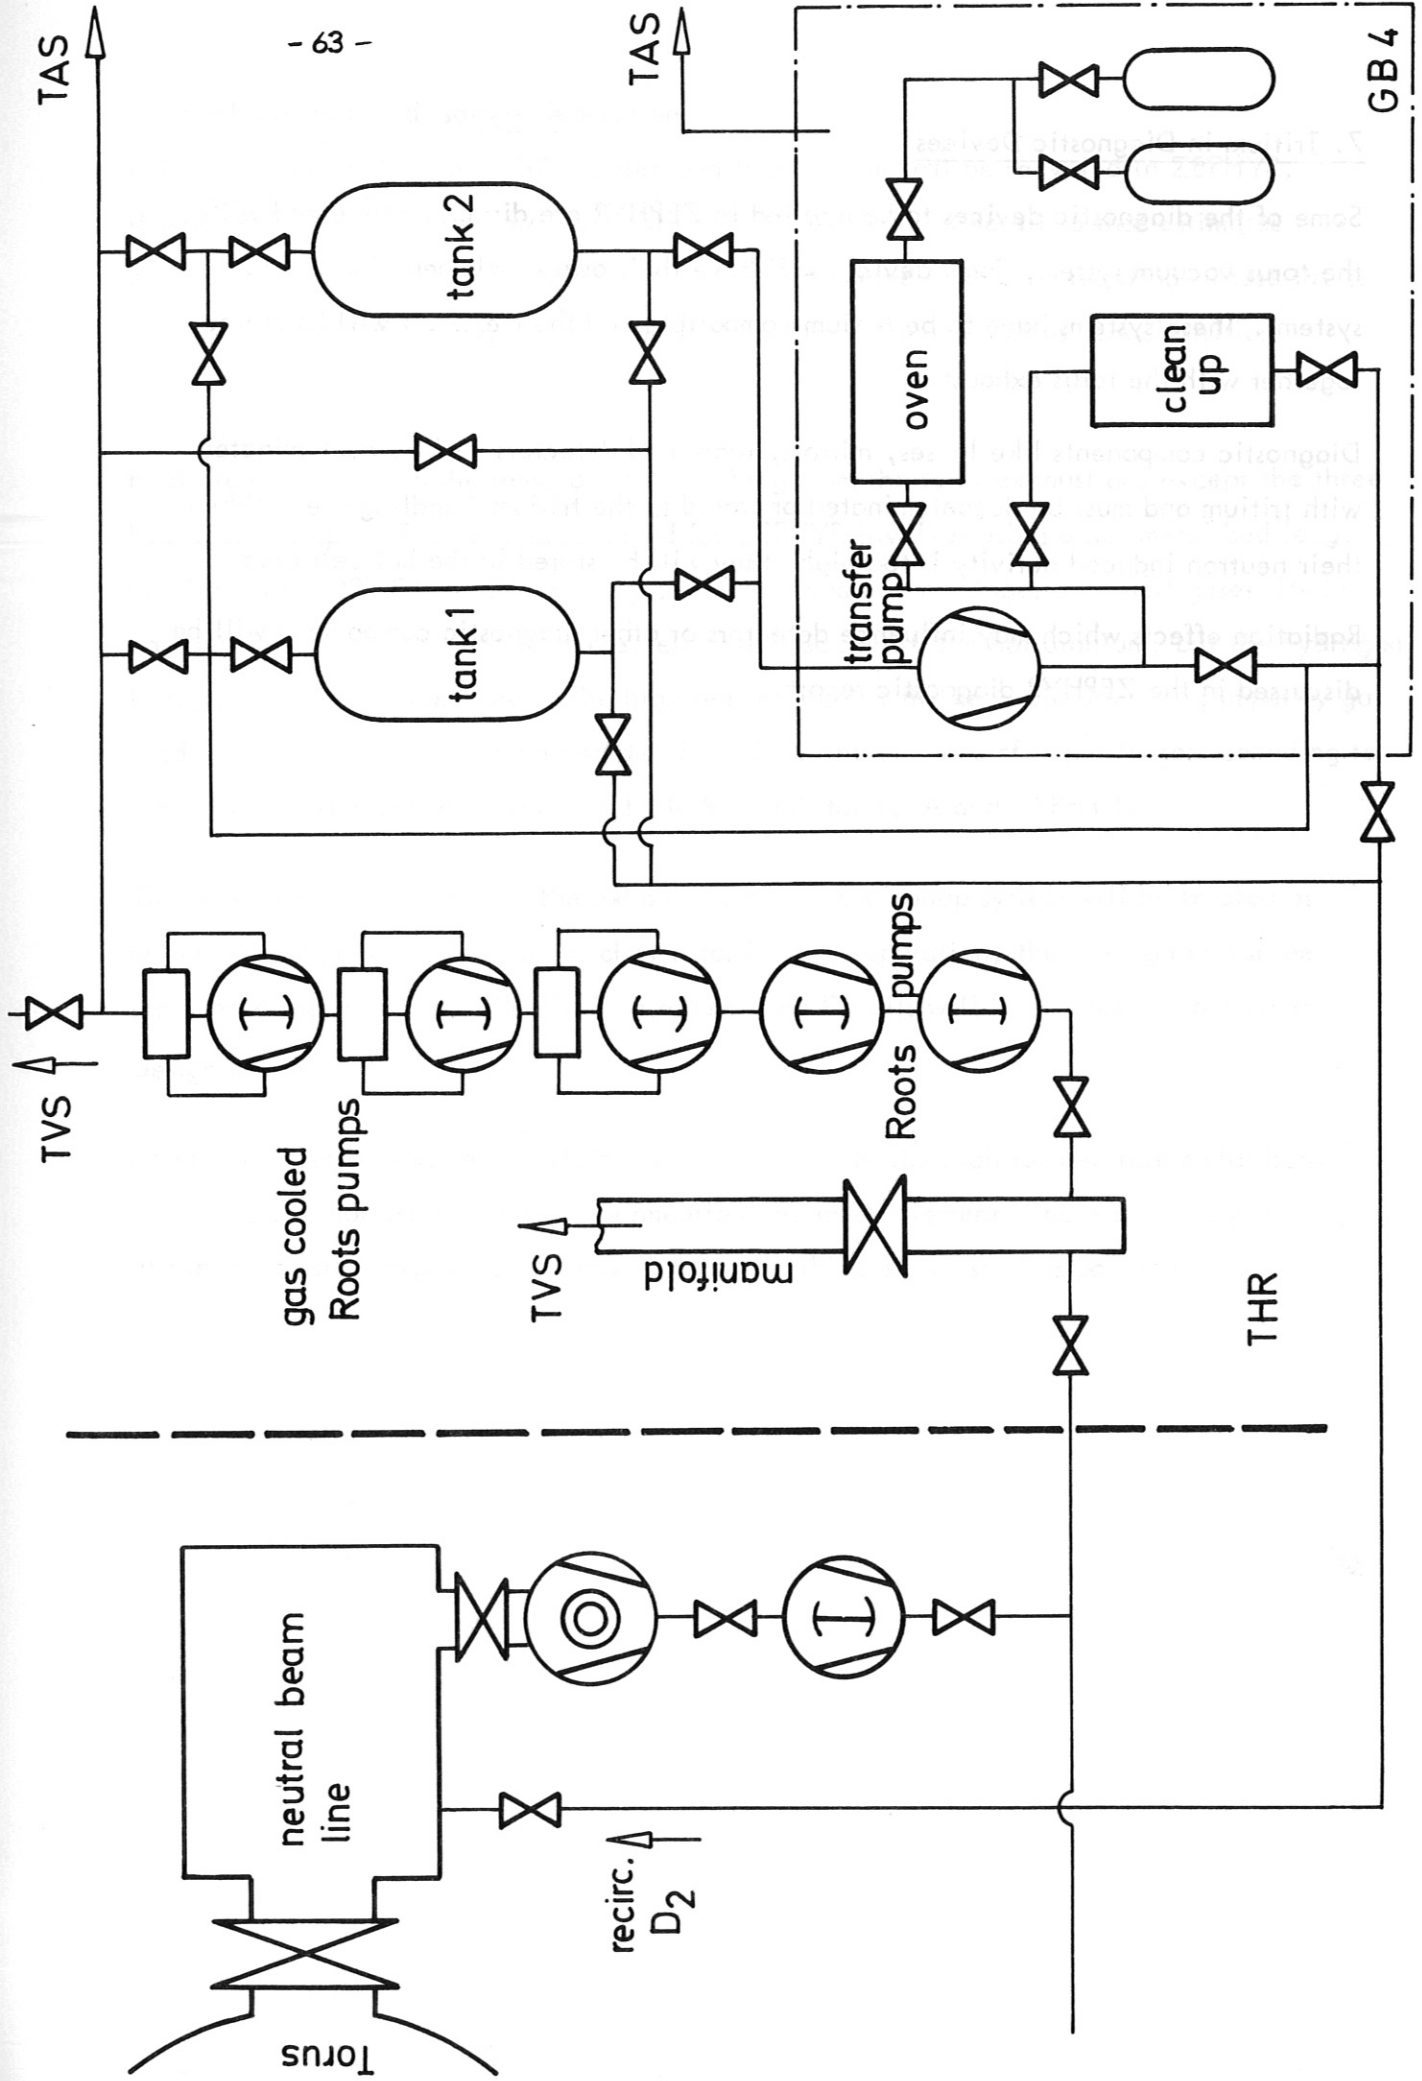 - 63 -
TAS
TAS
GB 4
tank 2
oven
clean
up
transfer
pump
tank 1
Roots pumps
TVS
gas cooled
Roots pumps
TVS
manifold
THR
neutral beam
line
recirc.
D2
Torus